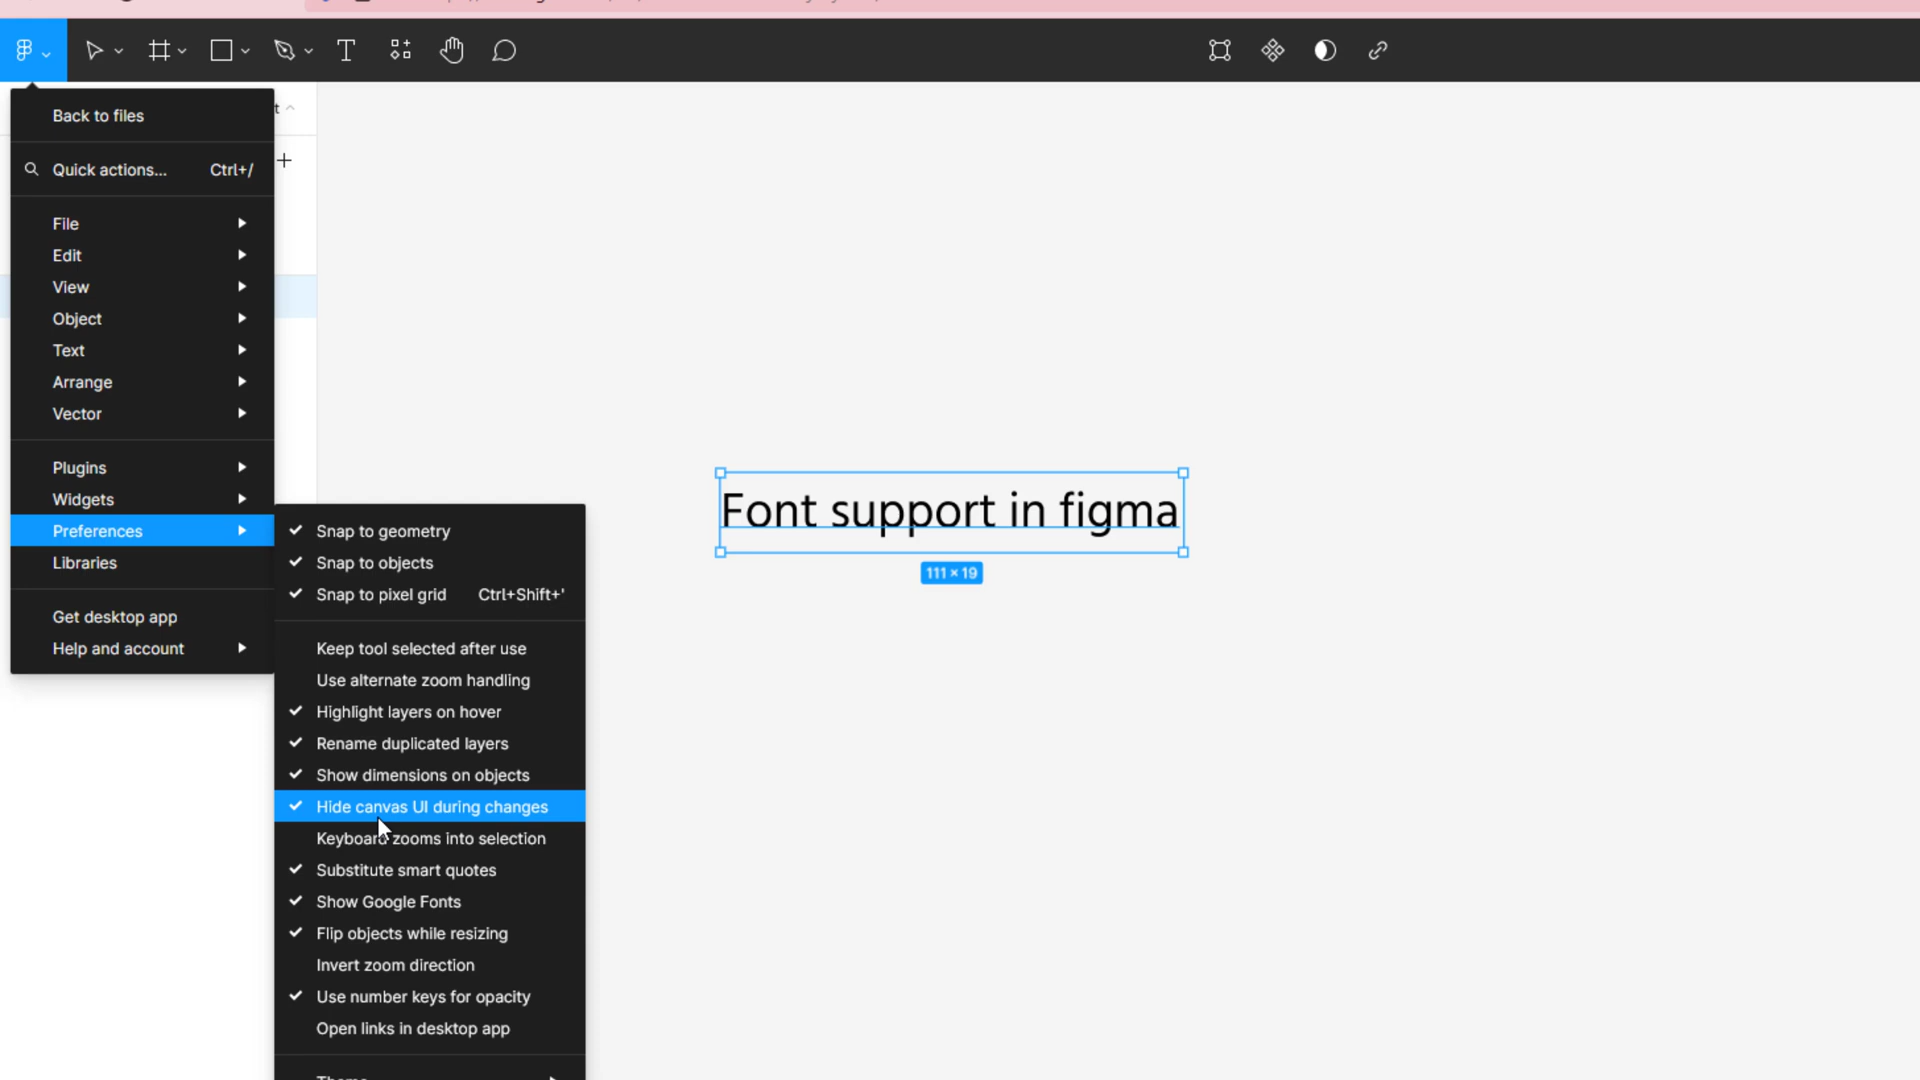 Back to files
Quick actions... Ctrl+/
File
Edit
View
Object
Text
Arrange
Vector
Plugins
Widgets
Preferences
Libraries
Get desktop app
Help and account
Snap to geometry
Snap to objects
Snap to pixel grid Ctrl+Shift+'
Keep tool selected after use
Use alternate zoom handling
Highlight layers on hover
Rename duplicated layers
Show dimensions on objects
Hide canvas UI during changes
Keyboard zooms into selection
Substitute smart quotes
Show Google Fonts
Flip objects while resizing
Invert zoom direction
Use number keys for opacity
Open links in desktop app
Font support in figma
111 × 19